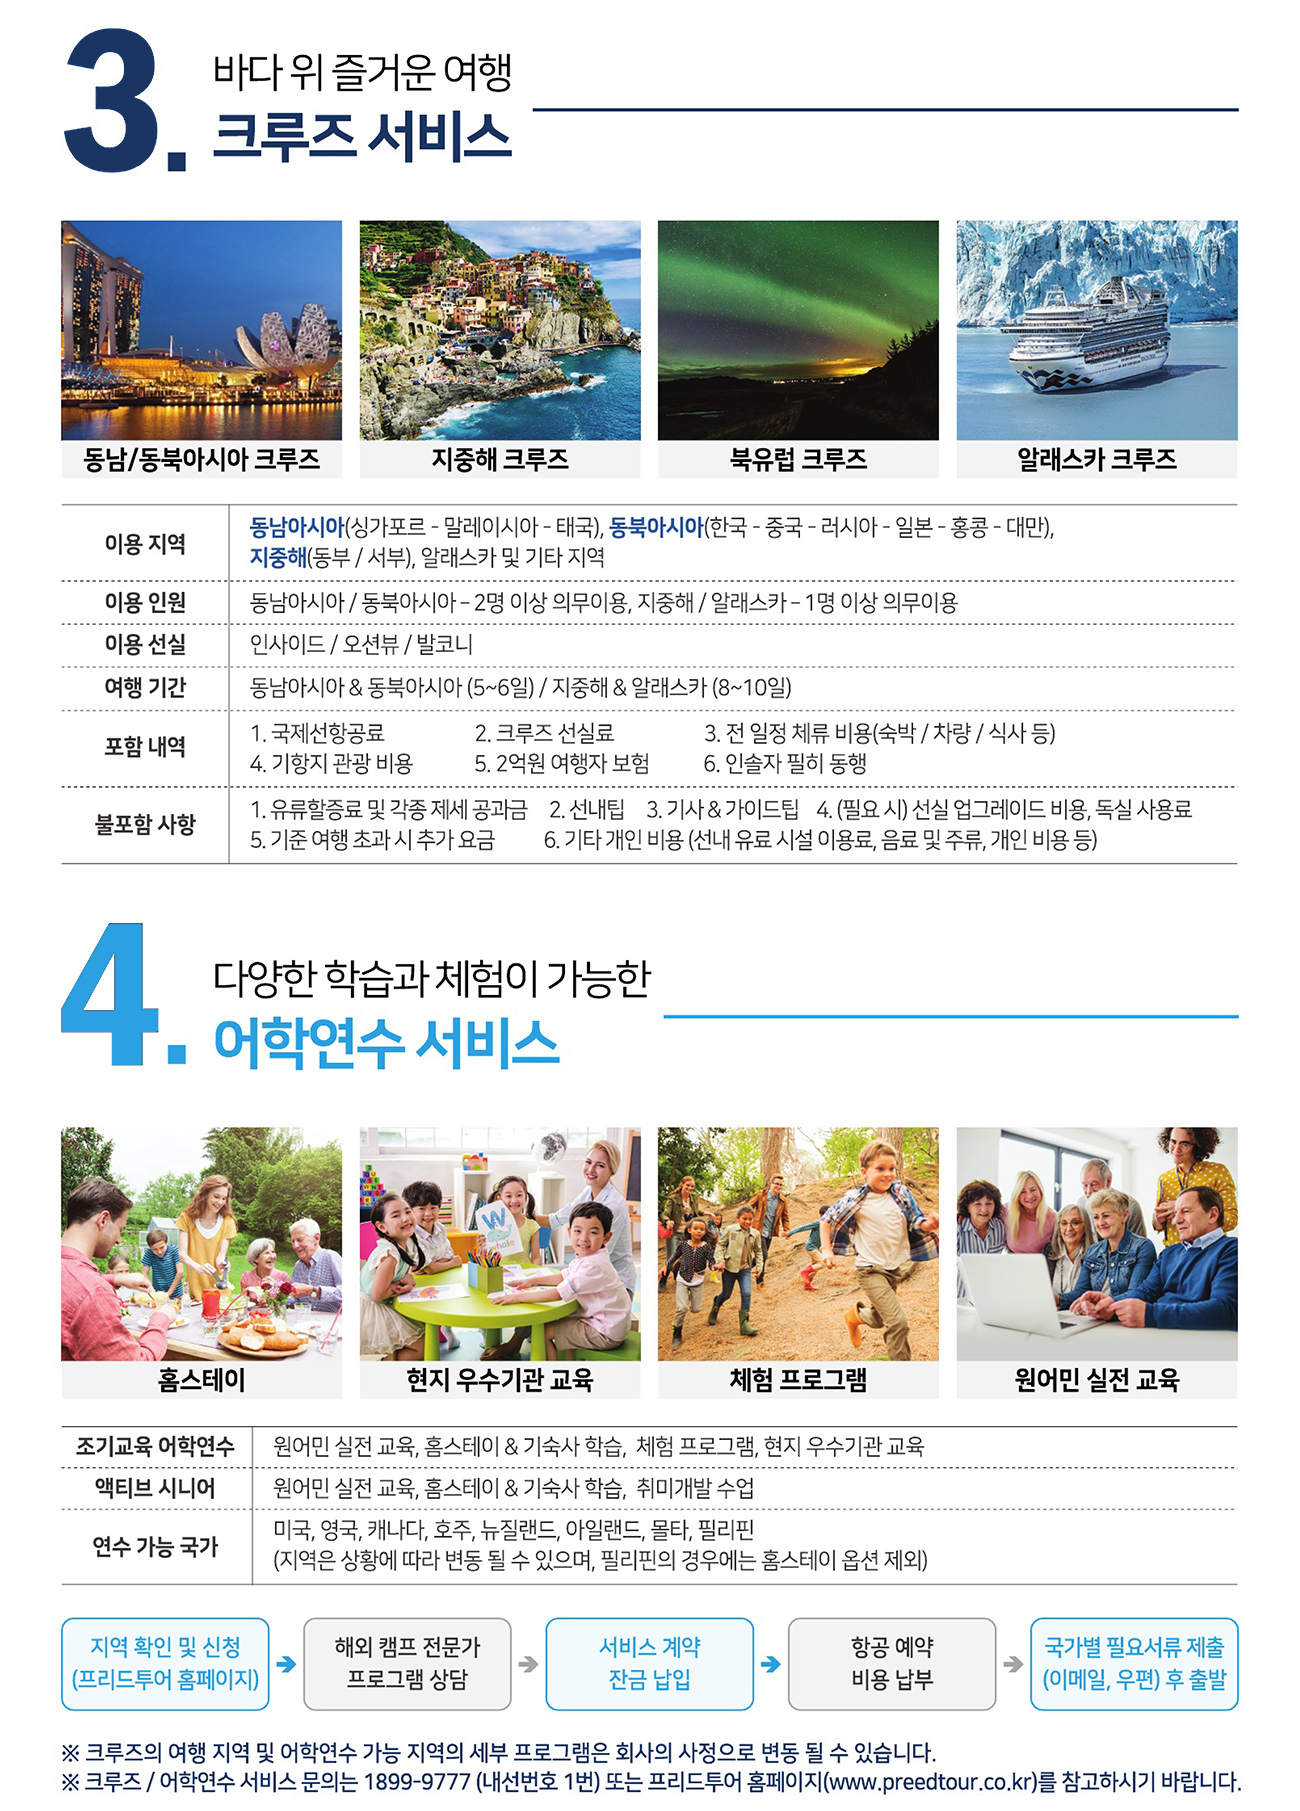 3. 바다 위 즐거운 여행
크루즈 서비스
동남/동북아시아 크루즈
지중해 크루즈
북유럽 크루즈
알래스카 크루즈
이용 지역
동남아시아(싱가포르 - 말레이시아 - 태국), 동북아시아(한국 - 중국 - 러시아 - 일본 - 홍콩 - 대만),
지중해(동부 / 서부), 알래스카 및 기타 지역
이용 인원
동남아시아 / 동북아시아 – 2명 이상 의무이용, 지중해 / 알래스카 – 1명 이상 의무이용
이용 선실
인사이드 / 오션뷰 / 발코니
여행 기간
동남아시아 & 동북아시아 (5~6일) / 지중해 & 알래스카 (8~10일)
포함 내역
1. 국제선항공료 2. 크루즈 선실료 3. 전 일정 체류 비용(숙박 / 차량 / 식사 등)
4. 기항지 관광 비용 5. 2억원 여행자 보험 6. 인솔자 필히 동행
불포함 사항
1. 유류할증료 및 각종 제세 공과금 2. 선내팁 3. 기사 & 가이드팁 4. (필요 시) 선실 업그레이드 비용, 독실 사용료
5. 기준 여행 초과 시 추가 요금 6. 기타 개인 비용 (선내 유료 시설 이용료, 음료 및 주류, 개인 비용 등)
4. 다양한 학습과 체험이 가능한
어학연수 서비스
홈스테이
현지 우수기관 교육
체험 프로그램
원어민 실전 교육
조기교육 어학연수
원어민 실전 교육, 홈스테이 & 기숙사 학습, 체험 프로그램, 현지 우수기관 교육
액티브 시니어
원어민 실전 교육, 홈스테이 & 기숙사 학습, 취미개발 수업
연수 가능 국가
미국, 영국, 캐나다, 호주, 뉴질랜드, 아일랜드, 몰타, 필리핀
(지역은 상황에 따라 변동 될 수 있으며, 필리핀의 경우에는 홈스테이 옵션 제외)
지역 확인 및 신청
(프리드투어 홈페이지)
해외 캠프 전문가
프로그램 상담
서비스 계약
잔금 납입
항공 예약
비용 납부
국가별 필요서류 제출
(이메일, 우편) 후 출발
※ 크루즈의 여행 지역 및 어학연수 가능 지역의 세부 프로그램은 회사의 사정으로 변동 될 수 있습니다.
※ 크루즈 / 어학연수 서비스 문의는 1899-9777 (내선번호 1번) 또는 프리드투어 홈페이지(www.preedtour.co.kr)를 참고하시기 바랍니다.